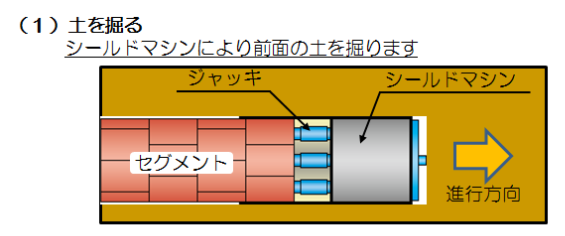 （１）土を掘る
シールドマシンにより前面の土を掘ります
ジャッキ
シールドマシン
セグメント
進行方向